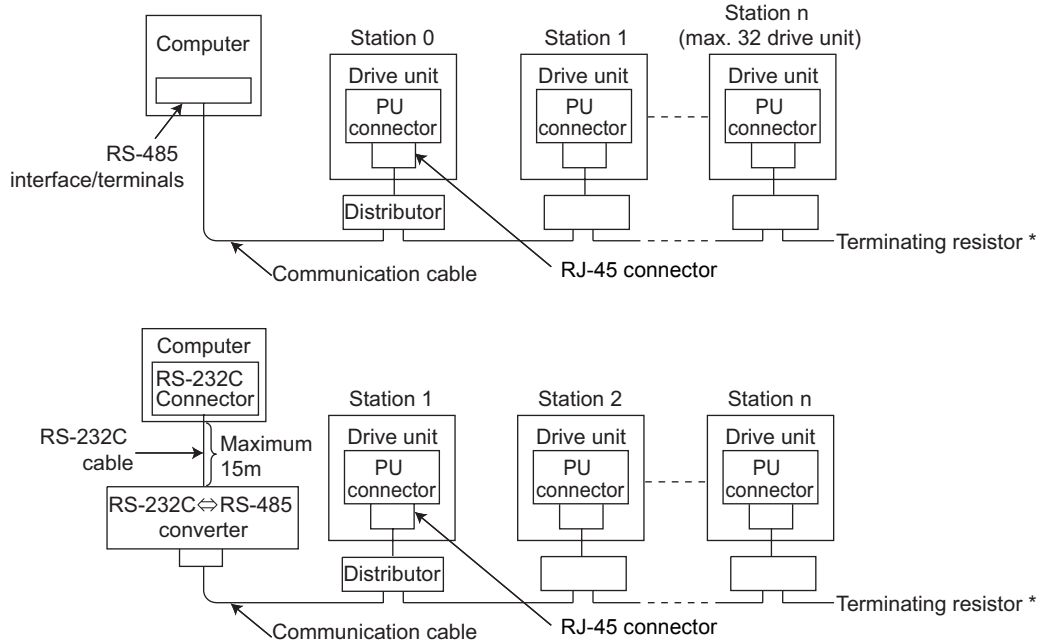 Computer
RS-485
interface/terminals
Station 0
Drive unit
PU
connector
Distributor
Station 1
Drive unit
PU
connector
Station n
(max. 32 drive unit)
Drive unit
PU
connector
Terminating resistor *
Communication cable
RJ-45 connector
Computer
RS-232C
Connector
RS-232C
cable
Maximum
15m
RS-232C⇔RS-485
converter
Station 1
Drive unit
PU
connector
Distributor
Station 2
Drive unit
PU
connector
Station n
Drive unit
PU
connector
Terminating resistor *
Communication cable
RJ-45 connector